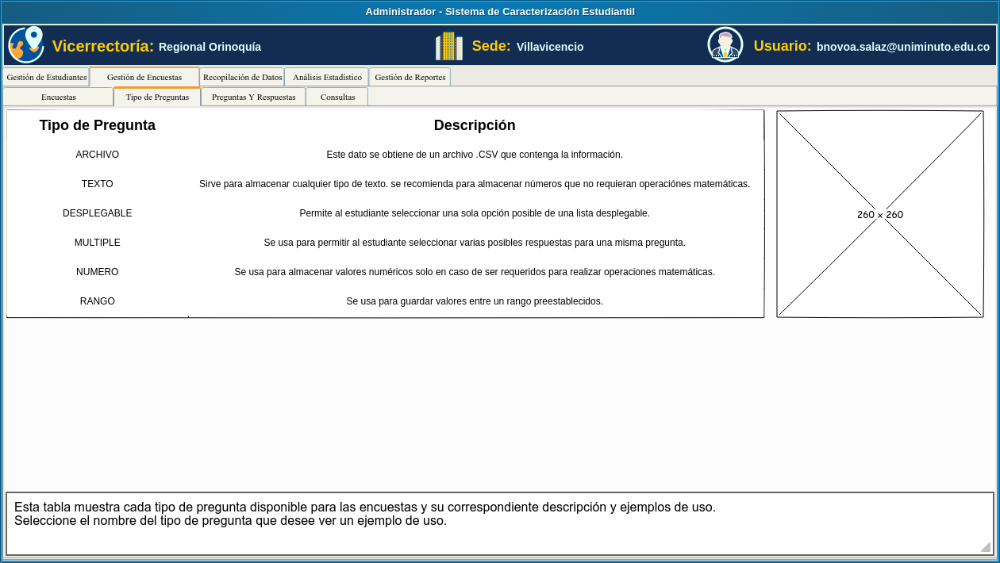 Administrador - Sistema de Caracterización Estudiantil
Vicerrectoría: Regional Orinoquía Sede: Villavicencio Usuario: bnovoa.salaz@uniminuto.edu.co
Gestión de Estudiantes Gestión de Encuestas Recopilación de Datos Análisis Estadístico Gestión de Reportes
Encuestas Tipo de Preguntas Preguntas Y Respuestas Consultas
Tipo de Pregunta Descripción
ARCHIVO Este dato se obtiene de un archivo .CSV que contenga la información.
TEXTO Sirve para almacenar cualquier tipo de texto. se recomienda para almacenar números que no requieran operaciónes matemáticas.
DESPLEGABLE Permite al estudiante seleccionar una sola opción posible de una lista desplegable.
MULTIPLE Se usa para permitir al estudiante seleccionar varias posibles respuestas para una misma pregunta.
NUMERO Se usa para almacenar valores numéricos solo en caso de ser requeridos para realizar operaciones matemáticas.
RANGO Se usa para guardar valores entre un rango preestablecidos.
260 x 260
Esta tabla muestra cada tipo de pregunta disponible para las encuestas y su correspondiente descripción y ejemplos de uso.
Seleccione el nombre del tipo de pregunta que desee ver un ejemplo de uso.